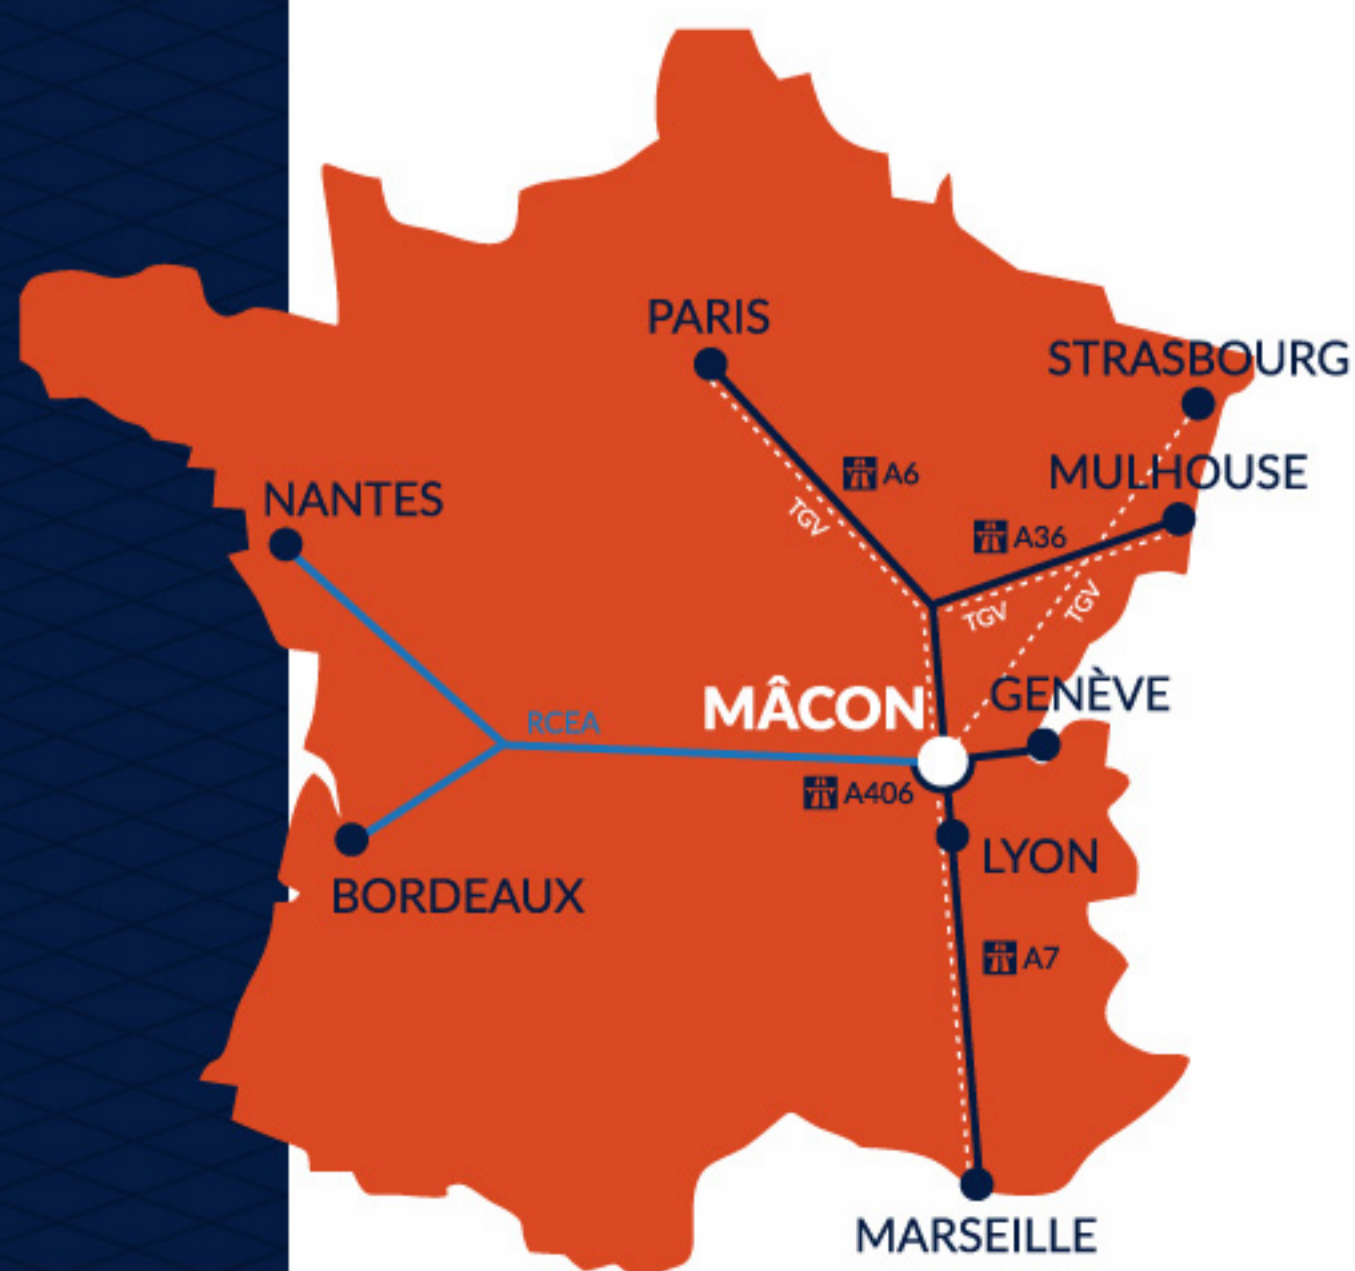 PARIS
STRASBOURG
A6
MULHOUSE
NANTES
TGV
A36
TGV
TGV
GENÈVE
MÂCON
RCEA
A406
LYON
BORDEAUX
A7
MARSEILLE